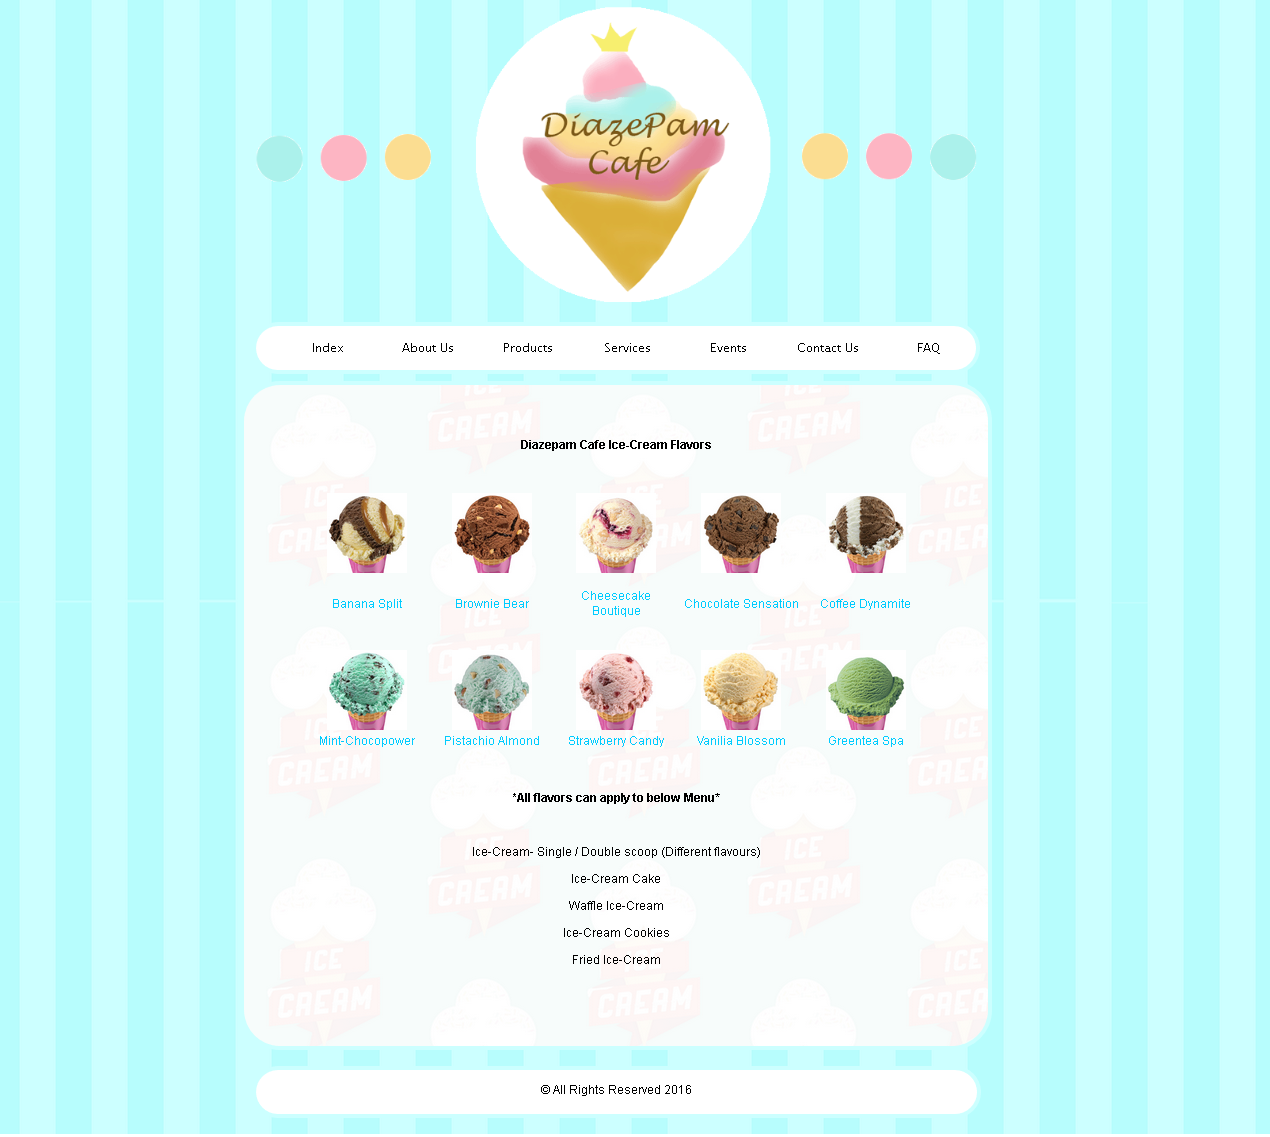 DiazePam
Cafe
Index About Us Products Services Events Contact Us FAQ
ICE
CREAM
Diazepam Cafe Ice-Cream Flavors
Banana Split Brownie Bear Cheesecake Boutique Chocolate Sensation Coffee Dynamite
Mint-Chocopower Pistachio Almond Strawberry Candy Vanilla Blossom Greentea Spa
*All flavors can apply to below Menu*
Ice-Cream- Single / Double scoop (Different flavours)
Ice-Cream Cake
Waffle Ice-Cream
Ice-Cream Cookies
Fried Ice-Cream
© All Rights Reserved 2016